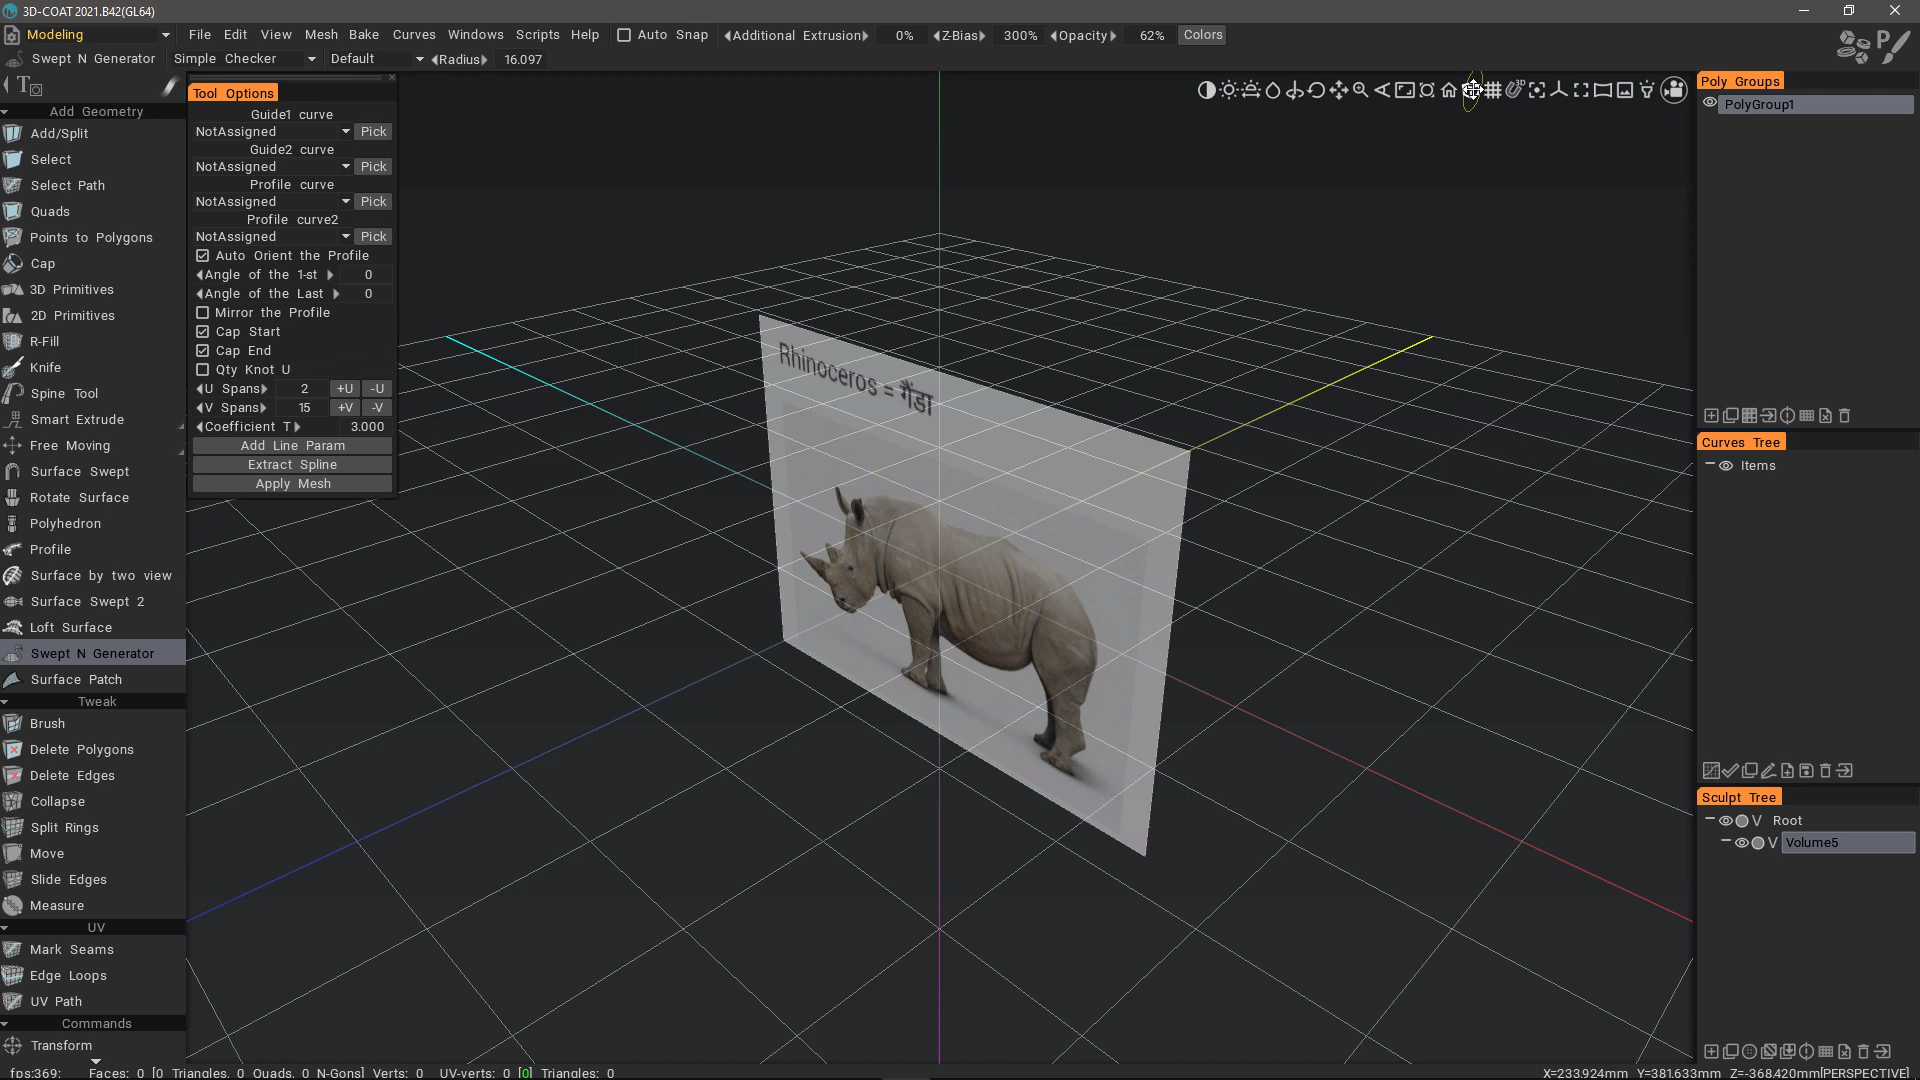 3D-COAT 2021.B42(GL64)
Modeling File Edit View Mesh Bake Curves Windows Scripts Help Auto Snap Additional Extrusion 0% Z-Bias 300% Opacity 62% Colors
Swept N Generator Simple Checker Default Radius 16.097
Tool Options
Guide1 curve
NotAssigned Pick
Guide2 curve
NotAssigned Pick
Profile curve
NotAssigned Pick
Profile curve2
NotAssigned Pick
Auto Orient the Profile
Angle of the 1-st 0
Angle of the Last 0
Mirror the Profile
Cap Start
Cap End
Qty Knot U
U Spans 2 +U -U
V Spans 15 +V -V
Coefficient T 3.000
Add Line Param
Extract Spline
Apply Mesh
Add Geometry
Add/Split
Select
Select Path
Quads
Points to Polygons
Cap
3D Primitives
2D Primitives
R-Fill
Knife
Spine Tool
Smart Extrude
Free Moving
Surface Swept
Rotate Surface
Polyhedron
Profile
Surface by two view
Surface Swept 2
Loft Surface
Swept N Generator
Surface Patch
Tweak
Brush
Delete Polygons
Delete Edges
Collapse
Split Rings
Move
Slide Edges
Measure
UV
Mark Seams
Edge Loops
UV Path
Commands
Transform
Rhinoceros = गैंडा
Poly Groups
PolyGroup1
Curves Tree
Items
Sculpt Tree
V Root
V Volume5
fps:369; Faces: 0 [0 Triangles, 0 Quads, 0 N-Gons] Verts: 0 UV-verts: 0 [0] Triangles: 0
X=233.924mm Y=381.633mm Z=-368.420mm[PERSPECTIVE]